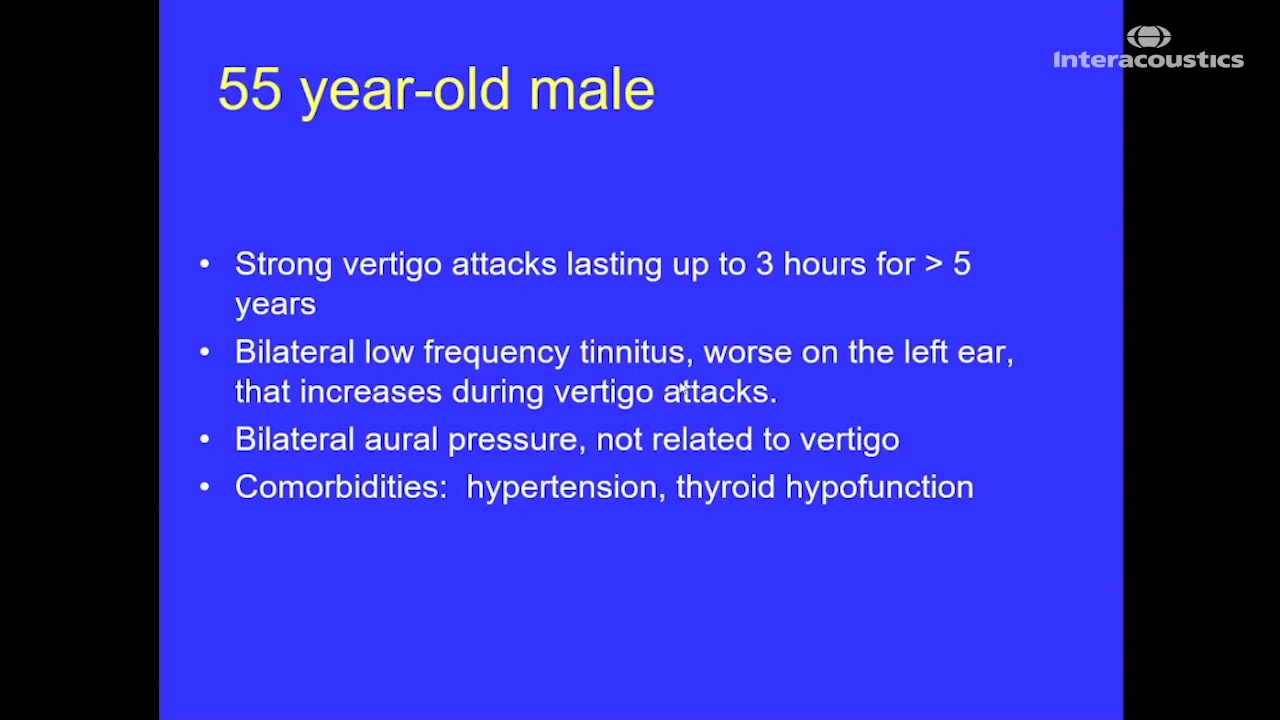 Interacoustics
55 year-old male
• Strong vertigo attacks lasting up to 3 hours for > 5
years
• Bilateral low frequency tinnitus, worse on the left ear,
that increases during vertigo attacks.
• Bilateral aural pressure, not related to vertigo
• Comorbidities:  hypertension, thyroid hypofunction